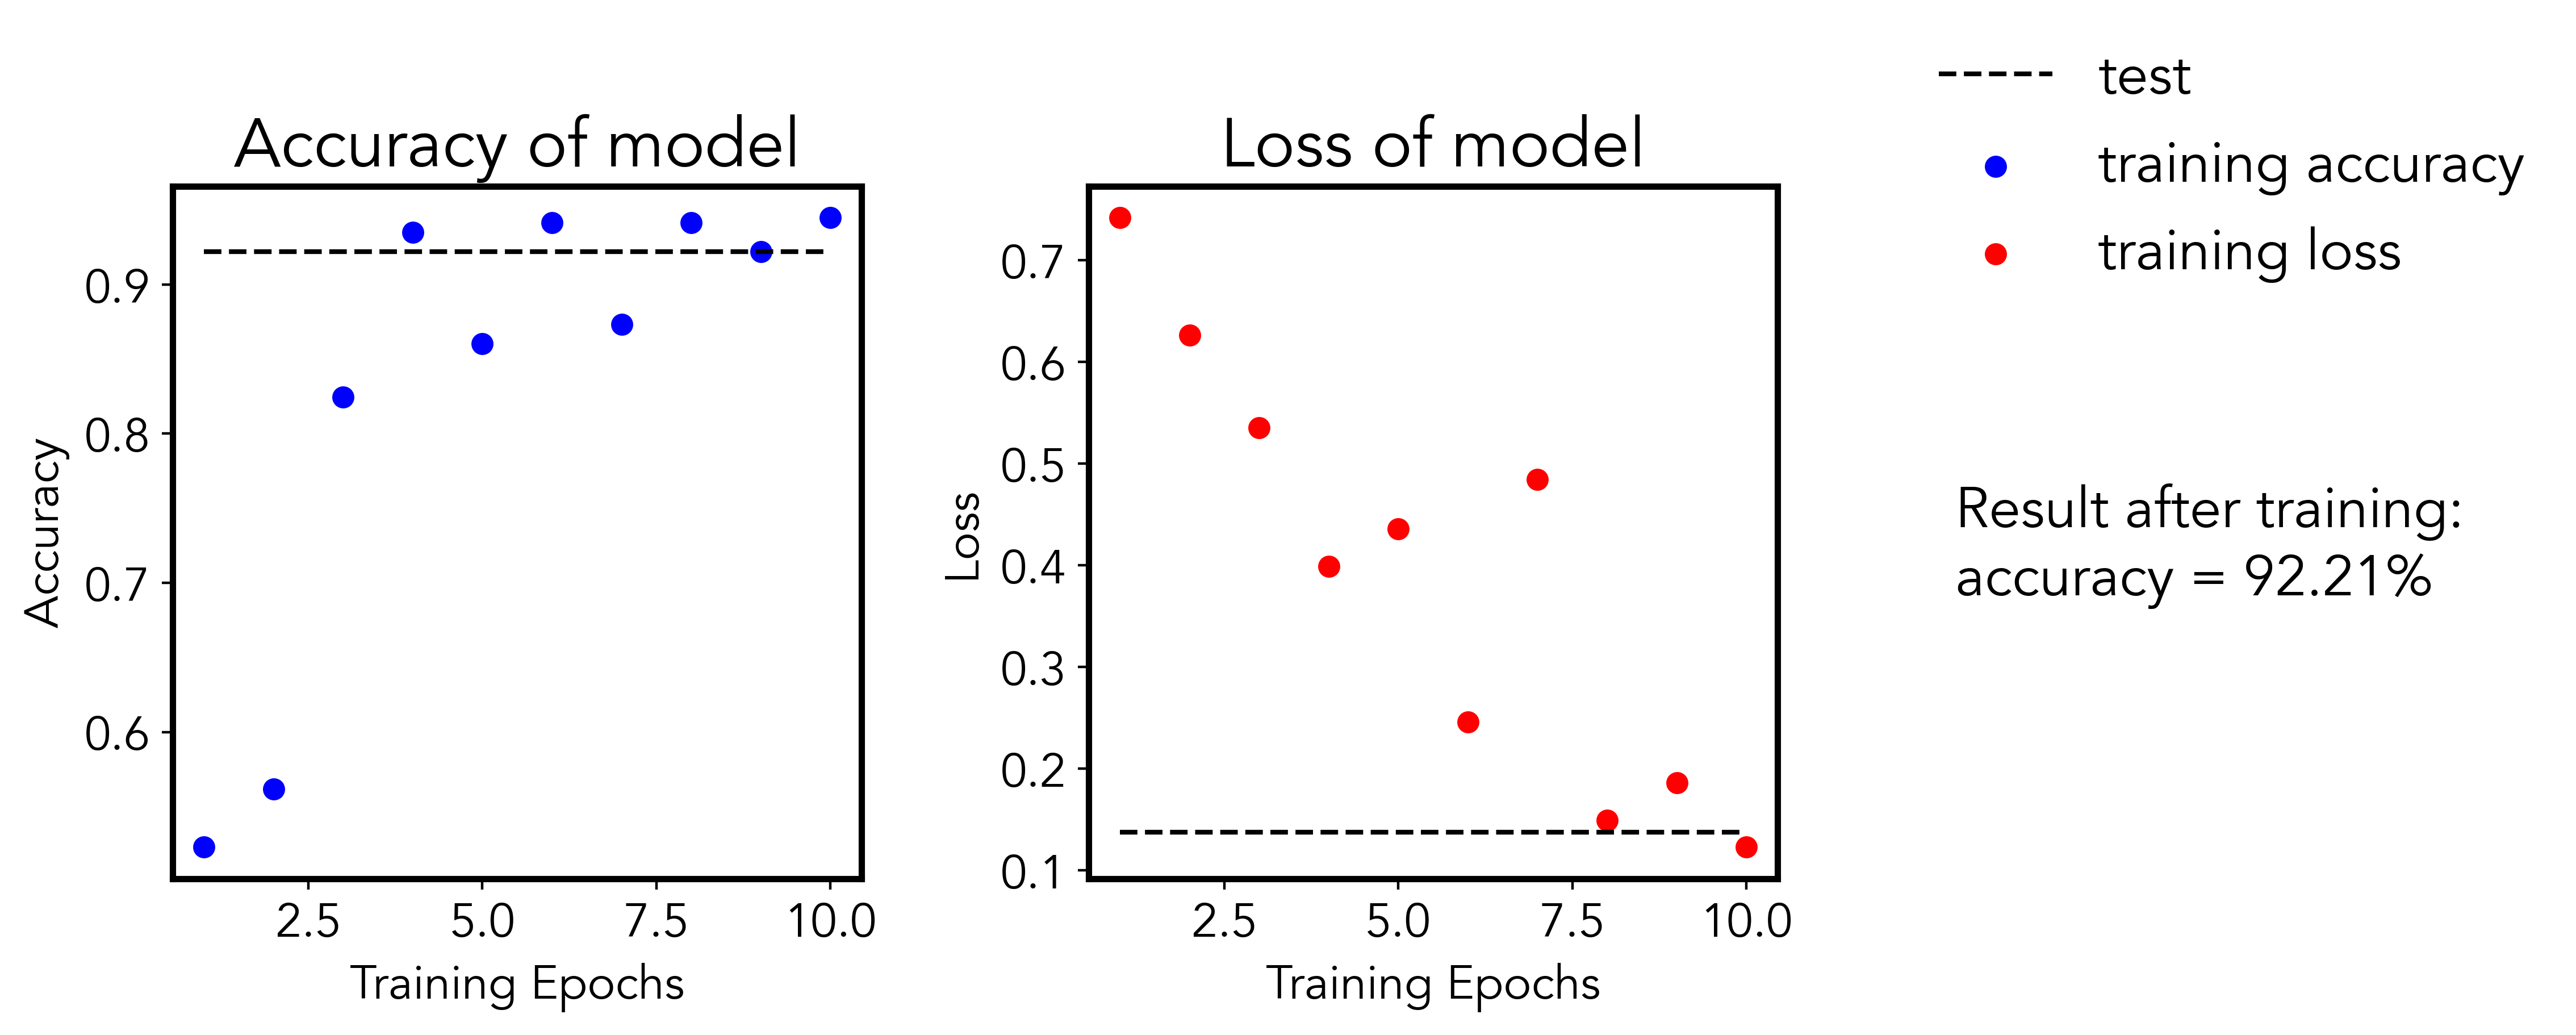 Accuracy of model
Accuracy
0.9
0.8
0.7
0.6
2.5 5.0 7.5 10.0
Training Epochs
Loss of model
Loss
0.7
0.6
0.5
0.4
0.3
0.2
0.1
2.5 5.0 7.5 10.0
Training Epochs
test
training accuracy
training loss
Result after training:
accuracy = 92.21%